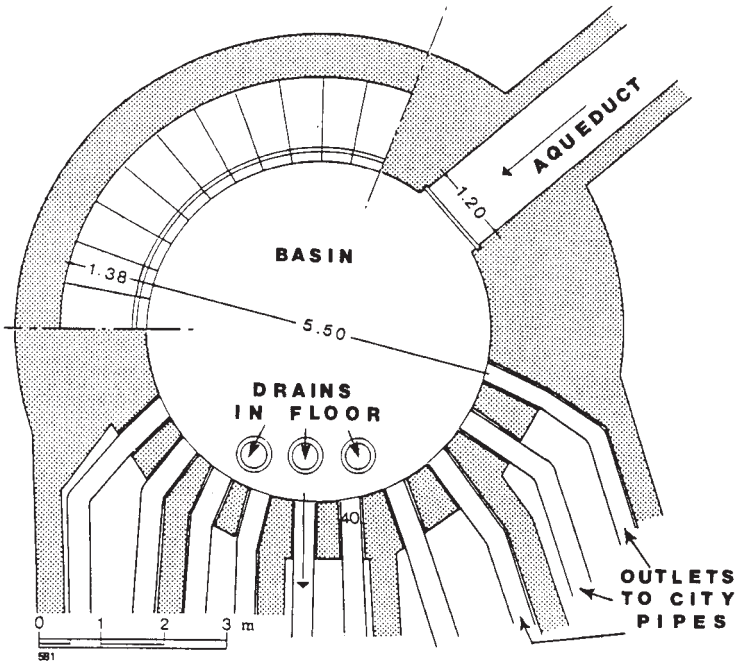 AQUEDUCT
1.20
BASIN
1.38
5.50
DRAINS
IN FLOOR
40
OUTLETS
TO CITY
PIPES
0 1 2 3 m
581